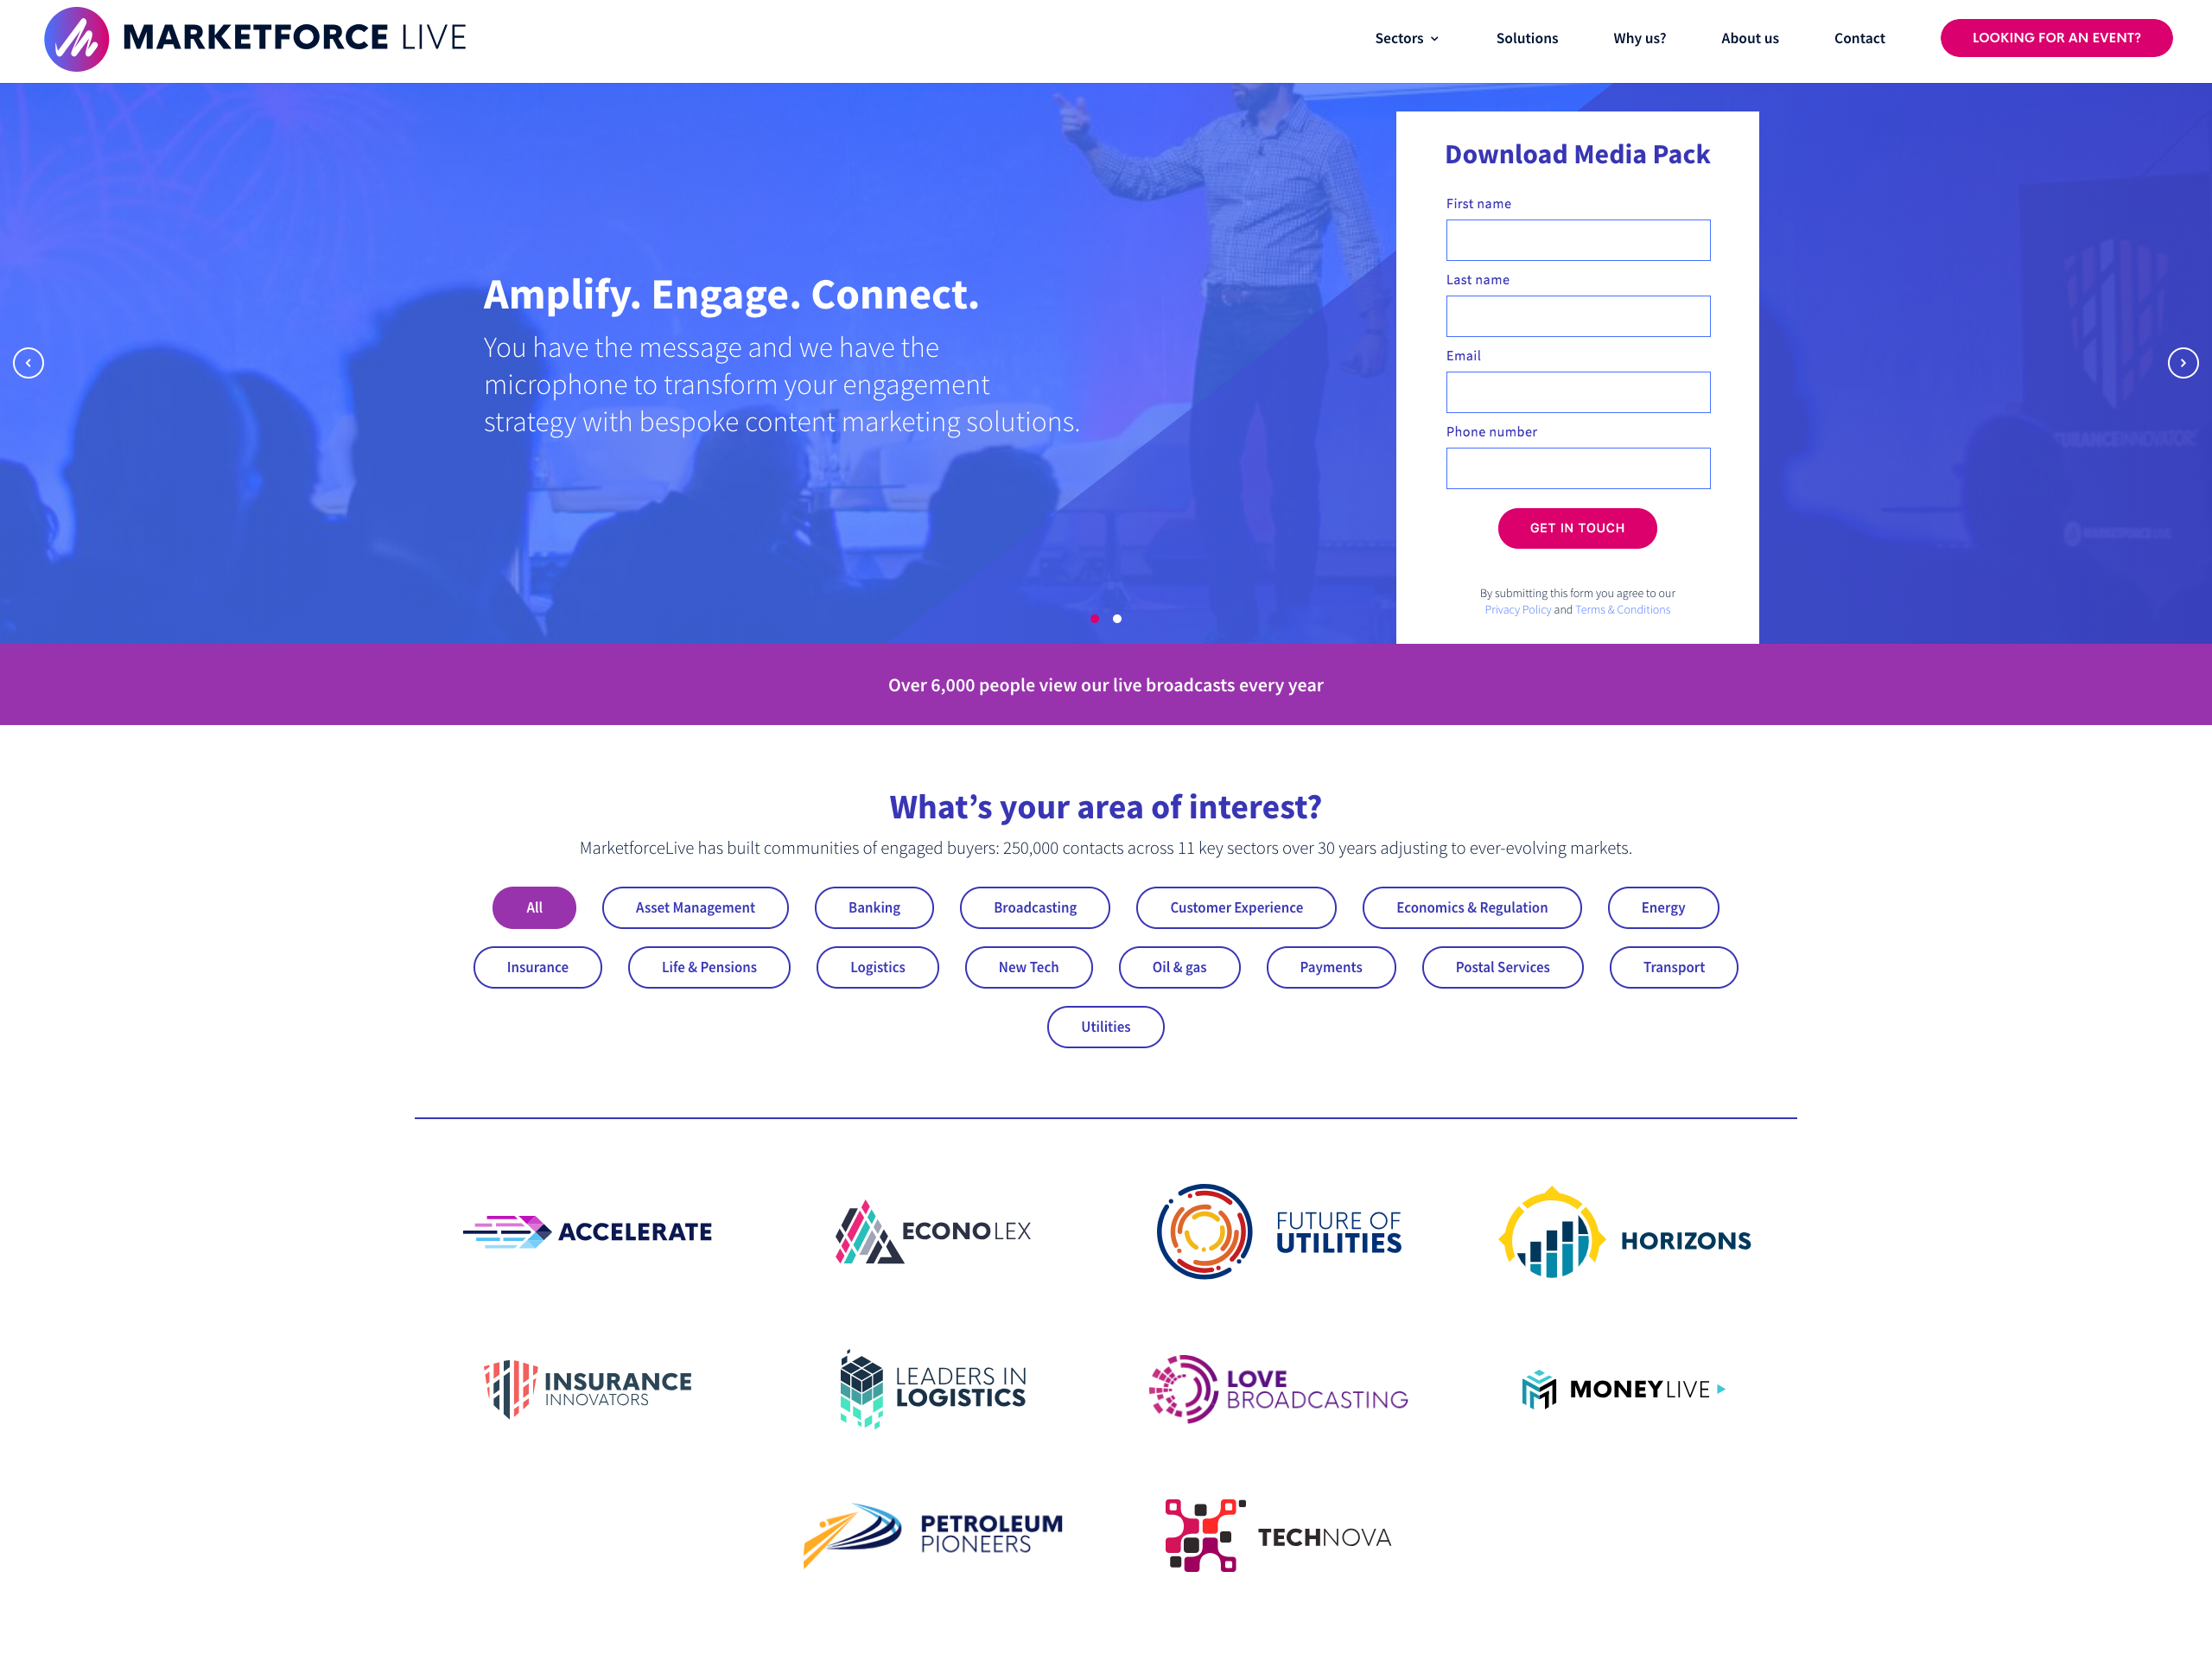 MARKETFORCE LIVE
Sectors
Solutions
Why us?
About us
Contact
LOOKING FOR AN EVENT?
Amplify. Engage. Connect.
You have the message and we have the
microphone to transform your engagement
strategy with bespoke content marketing solutions.
Download Media Pack
First name
Last name
Email
Phone number
GET IN TOUCH
By submitting this form you agree to our
Privacy Policy and Terms & Conditions
Over 6,000 people view our live broadcasts every year
What’s your area of interest?
MarketforceLive has built communities of engaged buyers: 250,000 contacts across 11 key sectors over 30 years adjusting to ever-evolving markets.
All
Asset Management
Banking
Broadcasting
Customer Experience
Economics & Regulation
Energy
Insurance
Life & Pensions
Logistics
New Tech
Oil & gas
Payments
Postal Services
Transport
Utilities
ACCELERATE
ECONOLEX
FUTURE OF
UTILITIES
HORIZONS
INSURANCE
INNOVATORS
LEADERS IN
LOGISTICS
LOVE
BROADCASTING
MONEYLIVE
PETROLEUM
PIONEERS
TECHNOVA